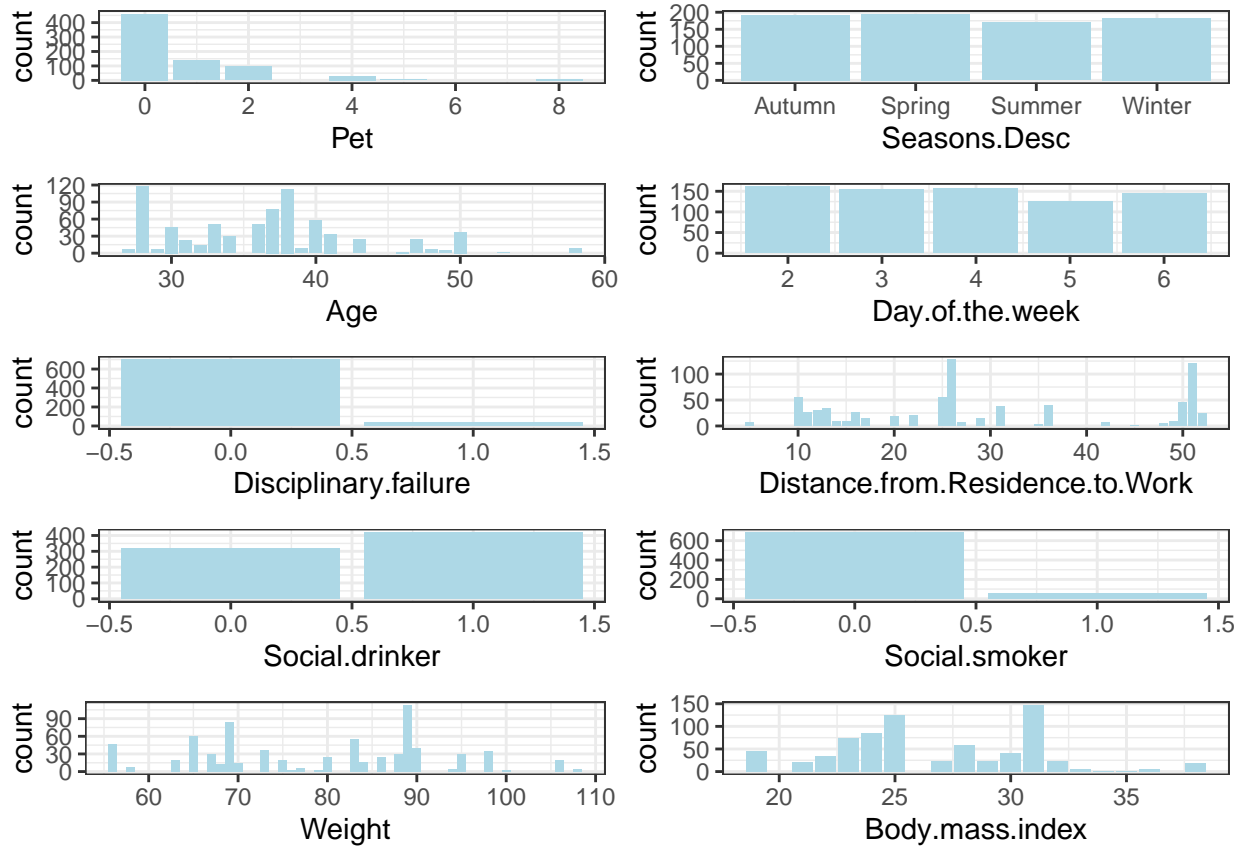 count
400
300
200
100
0
0 2 4 6 8
Pet
count
200
150
100
50
0
Autumn Spring Summer Winter
Seasons.Desc
count
120
90
60
30
0
30 40 50 60
Age
count
150
100
50
0
2 3 4 5 6
Day.of.the.week
count
600
400
200
0
−0.5 0.0 0.5 1.0 1.5
Disciplinary.failure
count
100
50
0
10 20 30 40 50
Distance.from.Residence.to.Work
count
400
300
200
100
0
−0.5 0.0 0.5 1.0 1.5
Social.drinker
count
600
400
200
0
−0.5 0.0 0.5 1.0 1.5
Social.smoker
count
90
60
30
0
60 70 80 90 100 110
Weight
count
150
100
50
0
20 25 30 35
Body.mass.index